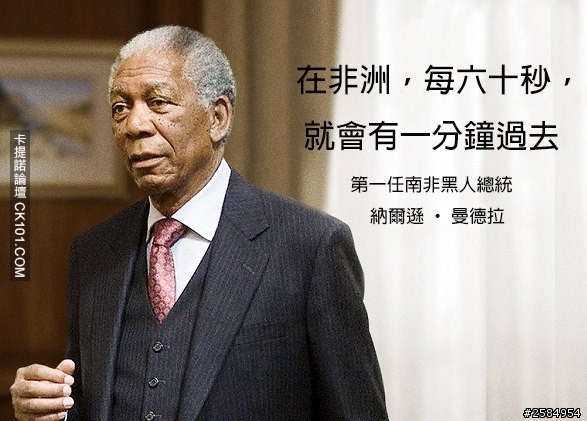 在非洲，每六十秒，
就會有一分鐘過去
第一任南非黑人總統
納爾遜 · 曼德拉
卡提諾論壇 CK101.COM
#2584954